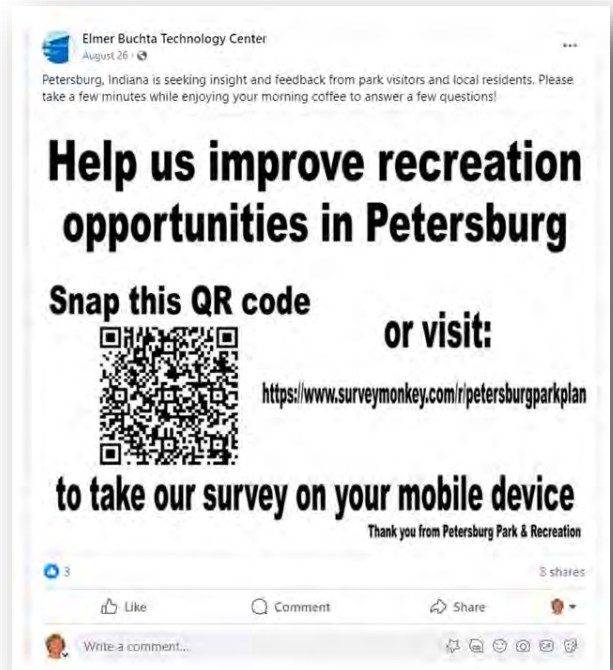 Elmer Buchta Technology Center
August 26
Petersburg, Indiana is seeking insight and feedback from park visitors and local residents. Please
take a few minutes while enjoying your morning coffee to answer a few questions!
Help us improve recreation
opportunities in Petersburg
Snap this QR code
or visit:
https://www.surveymonkey.com/r/petersburgparkplan
to take our survey on your mobile device
Thank you from Petersburg Park & Recreation
3
8 shares
Like Comment Share
Write a comment...